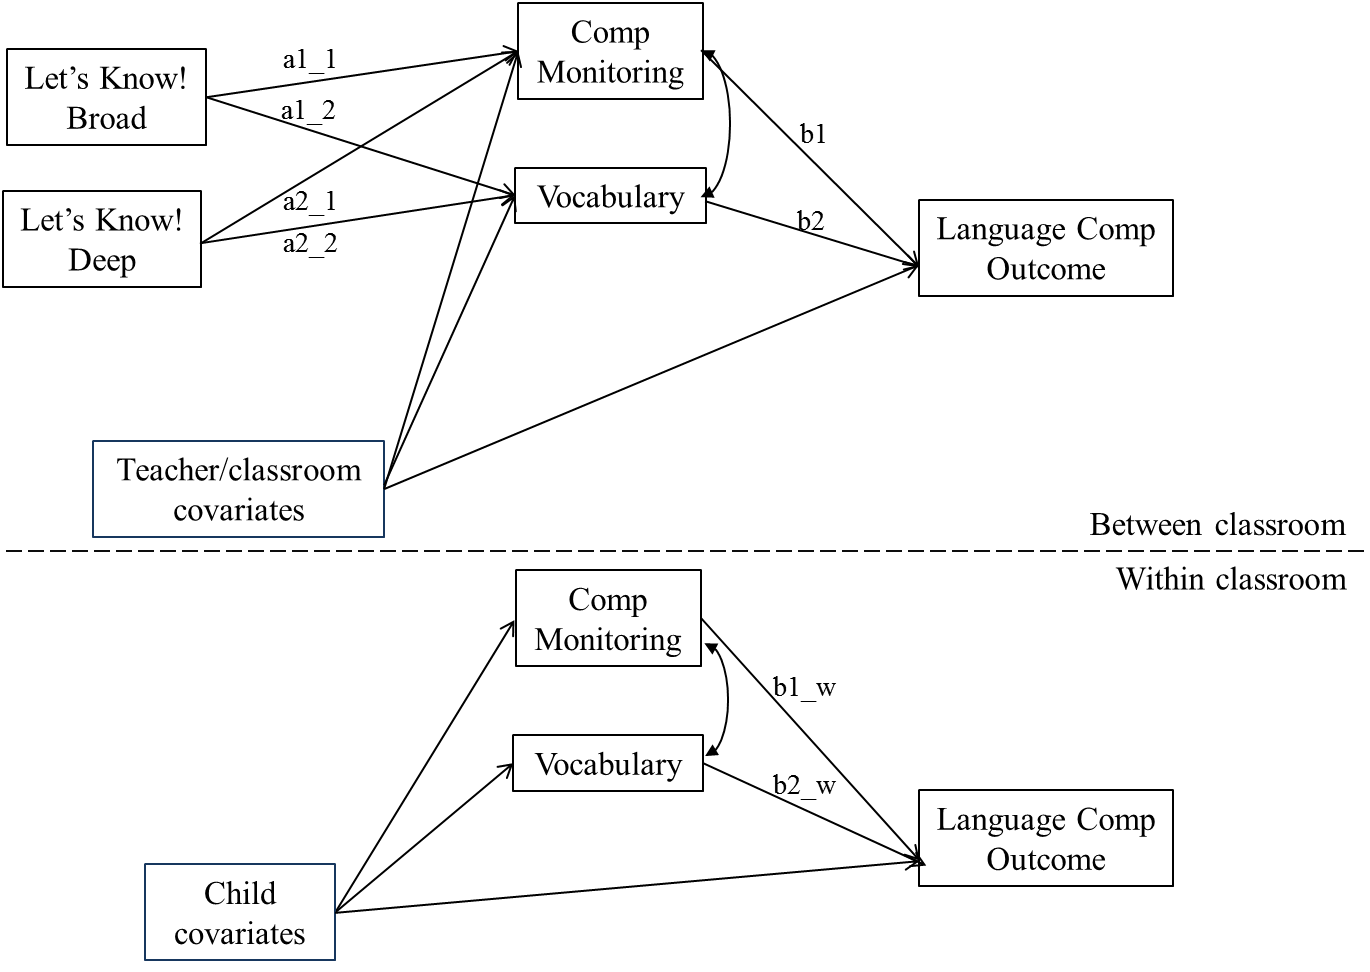 Let’s Know!
Broad
Let’s Know!
Deep
a1_1
a1_2
a2_1
a2_2
Comp
Monitoring
Vocabulary
b1
b2
Language Comp
Outcome
Teacher/classroom
covariates
Between classroom
Within classroom
Comp
Monitoring
Vocabulary
b1_w
b2_w
Language Comp
Outcome
Child
covariates